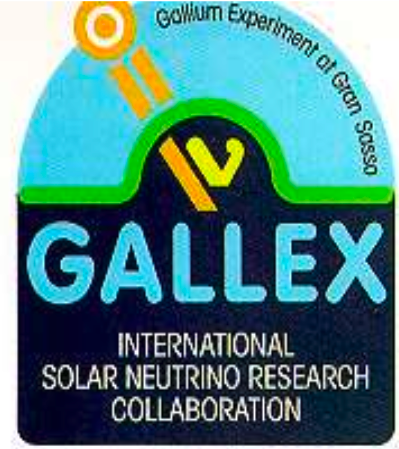 Gallium Experiment at Gran Sasso
GALLEX
INTERNATIONAL
SOLAR NEUTRINO RESEARCH
COLLABORATION